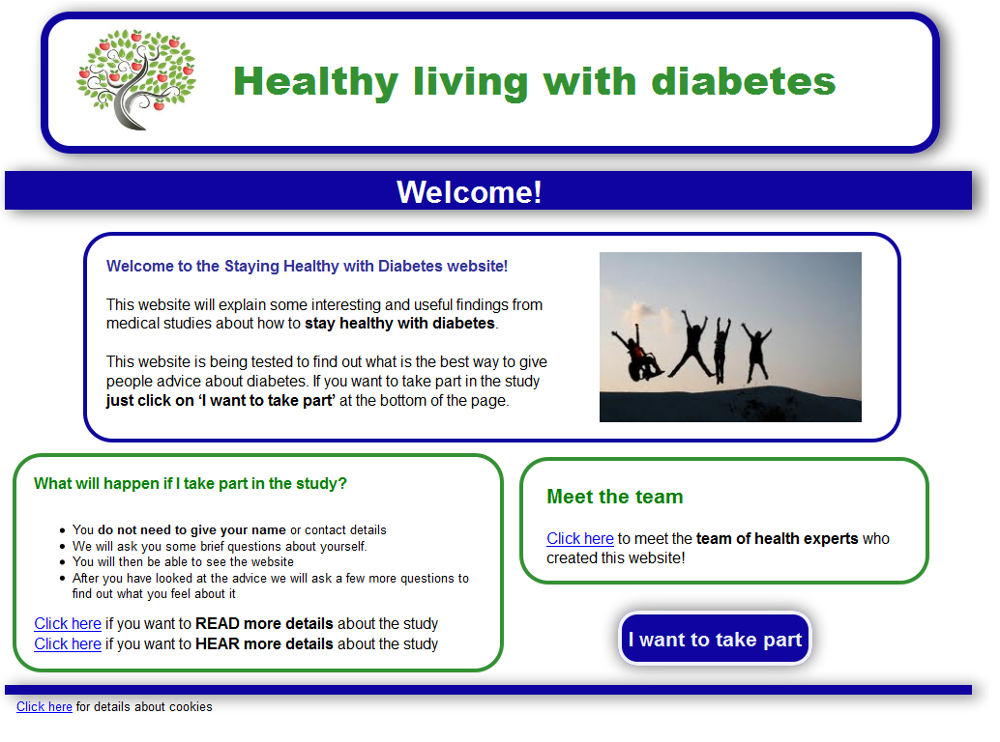 Healthy living with diabetes
Welcome!
Welcome to the Staying Healthy with Diabetes website!
This website will explain some interesting and useful findings from
medical studies about how to stay healthy with diabetes.
This website is being tested to find out what is the best way to give
people advice about diabetes. If you want to take part in the study
just click on ‘I want to take part’ at the bottom of the page.
What will happen if I take part in the study?
• You do not need to give your name or contact details
• We will ask you some brief questions about yourself.
• You will then be able to see the website
• After you have looked at the advice we will ask a few more questions to
find out what you feel about it
Click here if you want to READ more details about the study
Click here if you want to HEAR more details about the study
Meet the team
Click here to meet the team of health experts who
created this website!
I want to take part
Click here for details about cookies